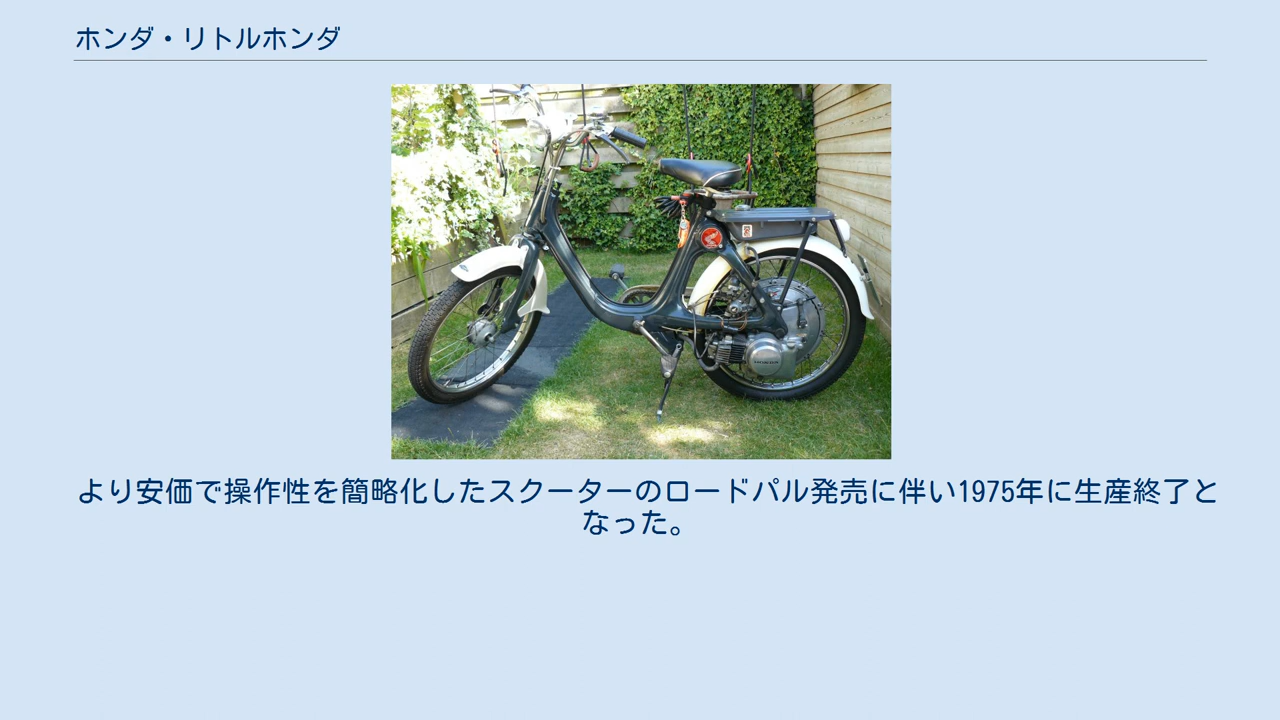 ホンダ・リトルホンダ
より安価で操作性を簡略化したスクーターのロードパル発売に伴い1975年に生産終了と
なった。